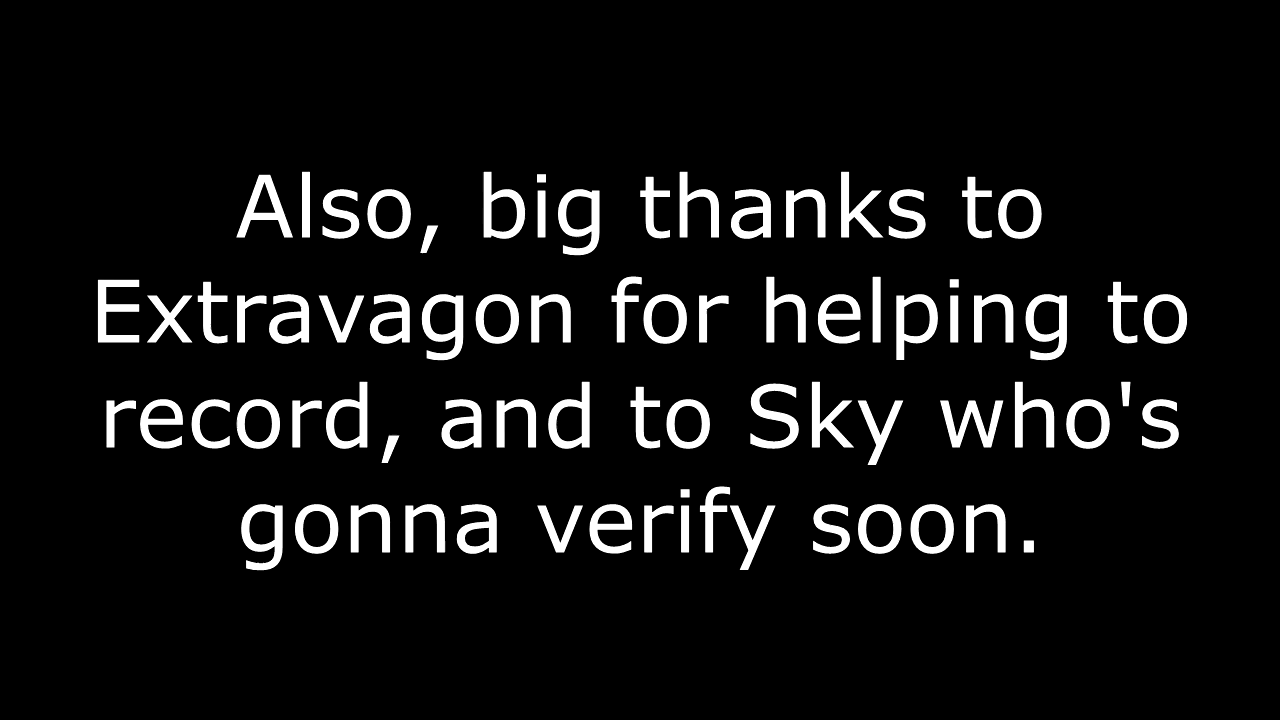 Also, big thanks to
Extravagon for helping to
record, and to Sky who's
gonna verify soon.